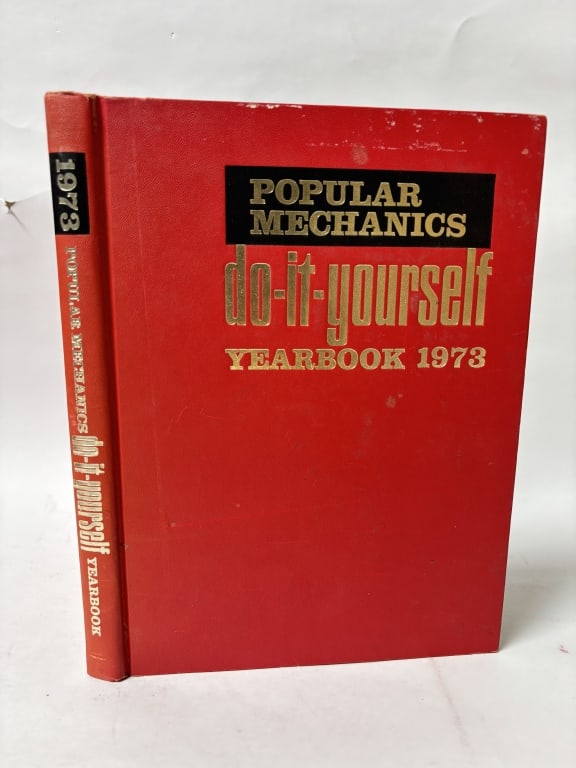 1973
POPULAR MECHANICS
do-it-yourself
YEARBOOK
POPULAR
MECHANICS
do-it-yourself
YEARBOOK 1973